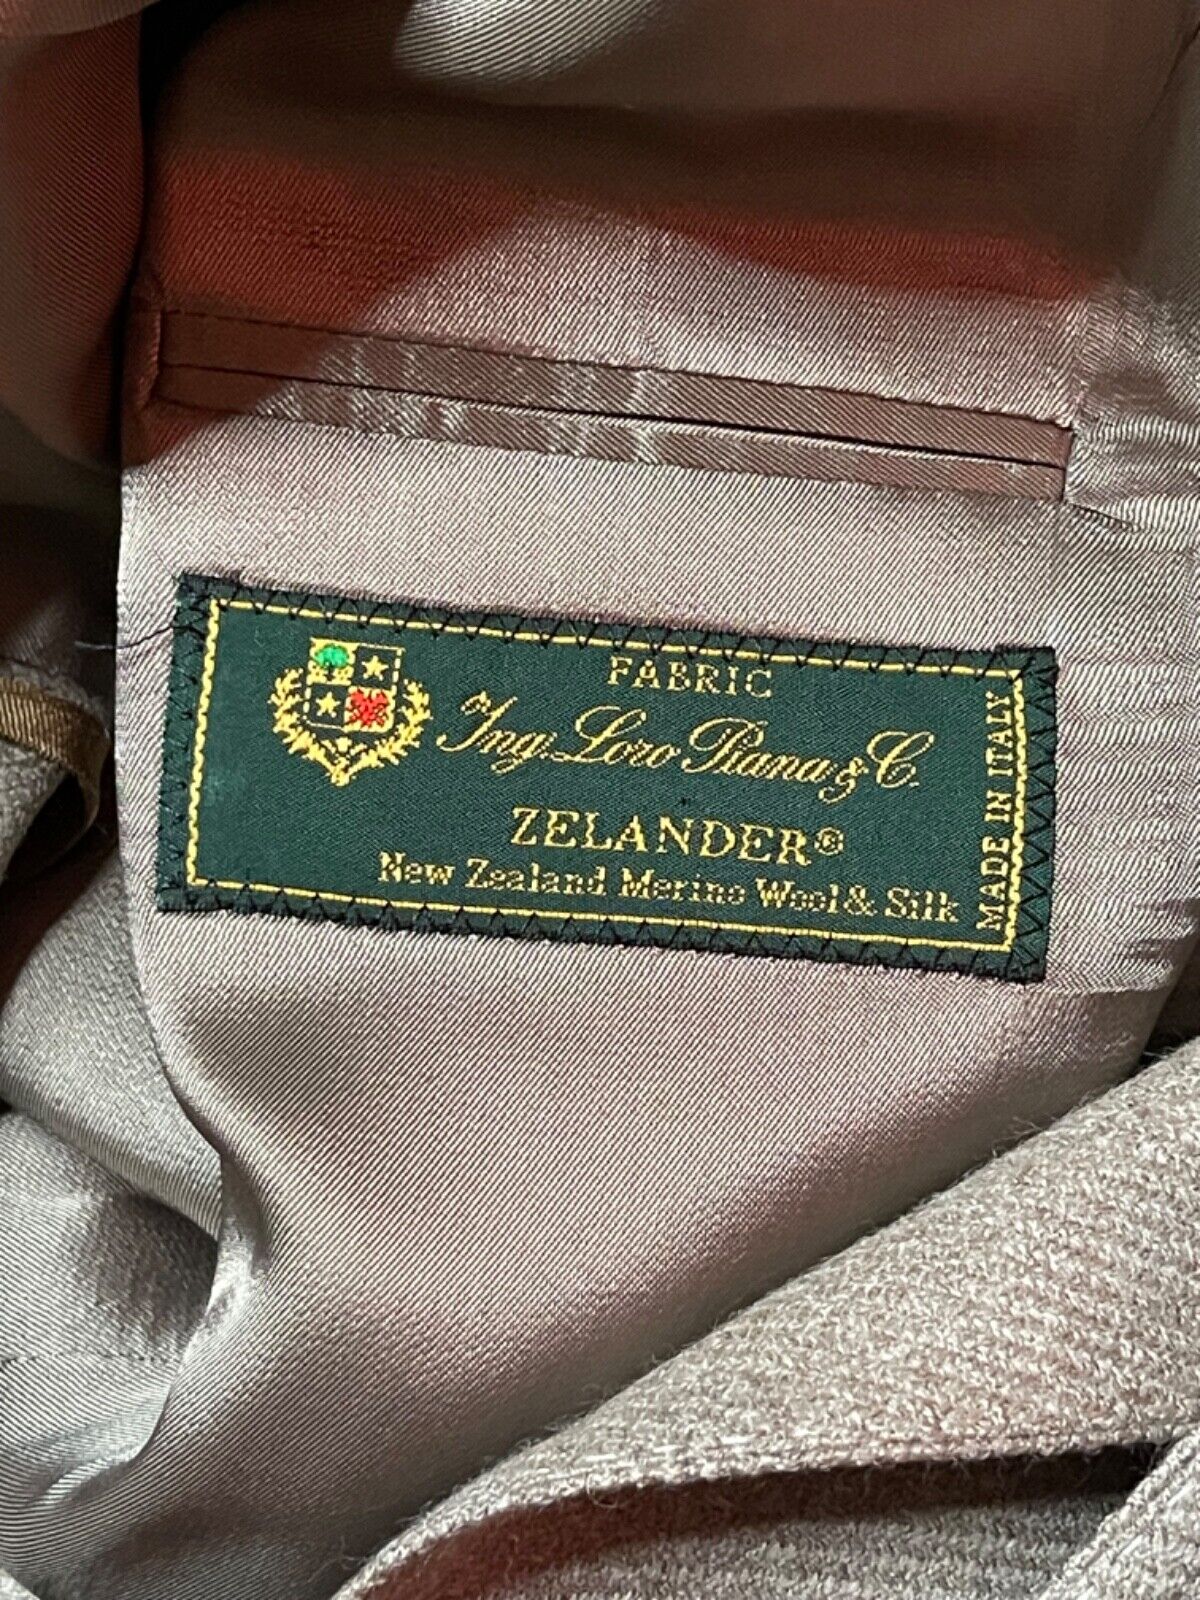 FABRIC
Ing. Loro Piana & C.
ZELANDER®
New Zealand Merino Wool & Silk
MADE IN ITALY